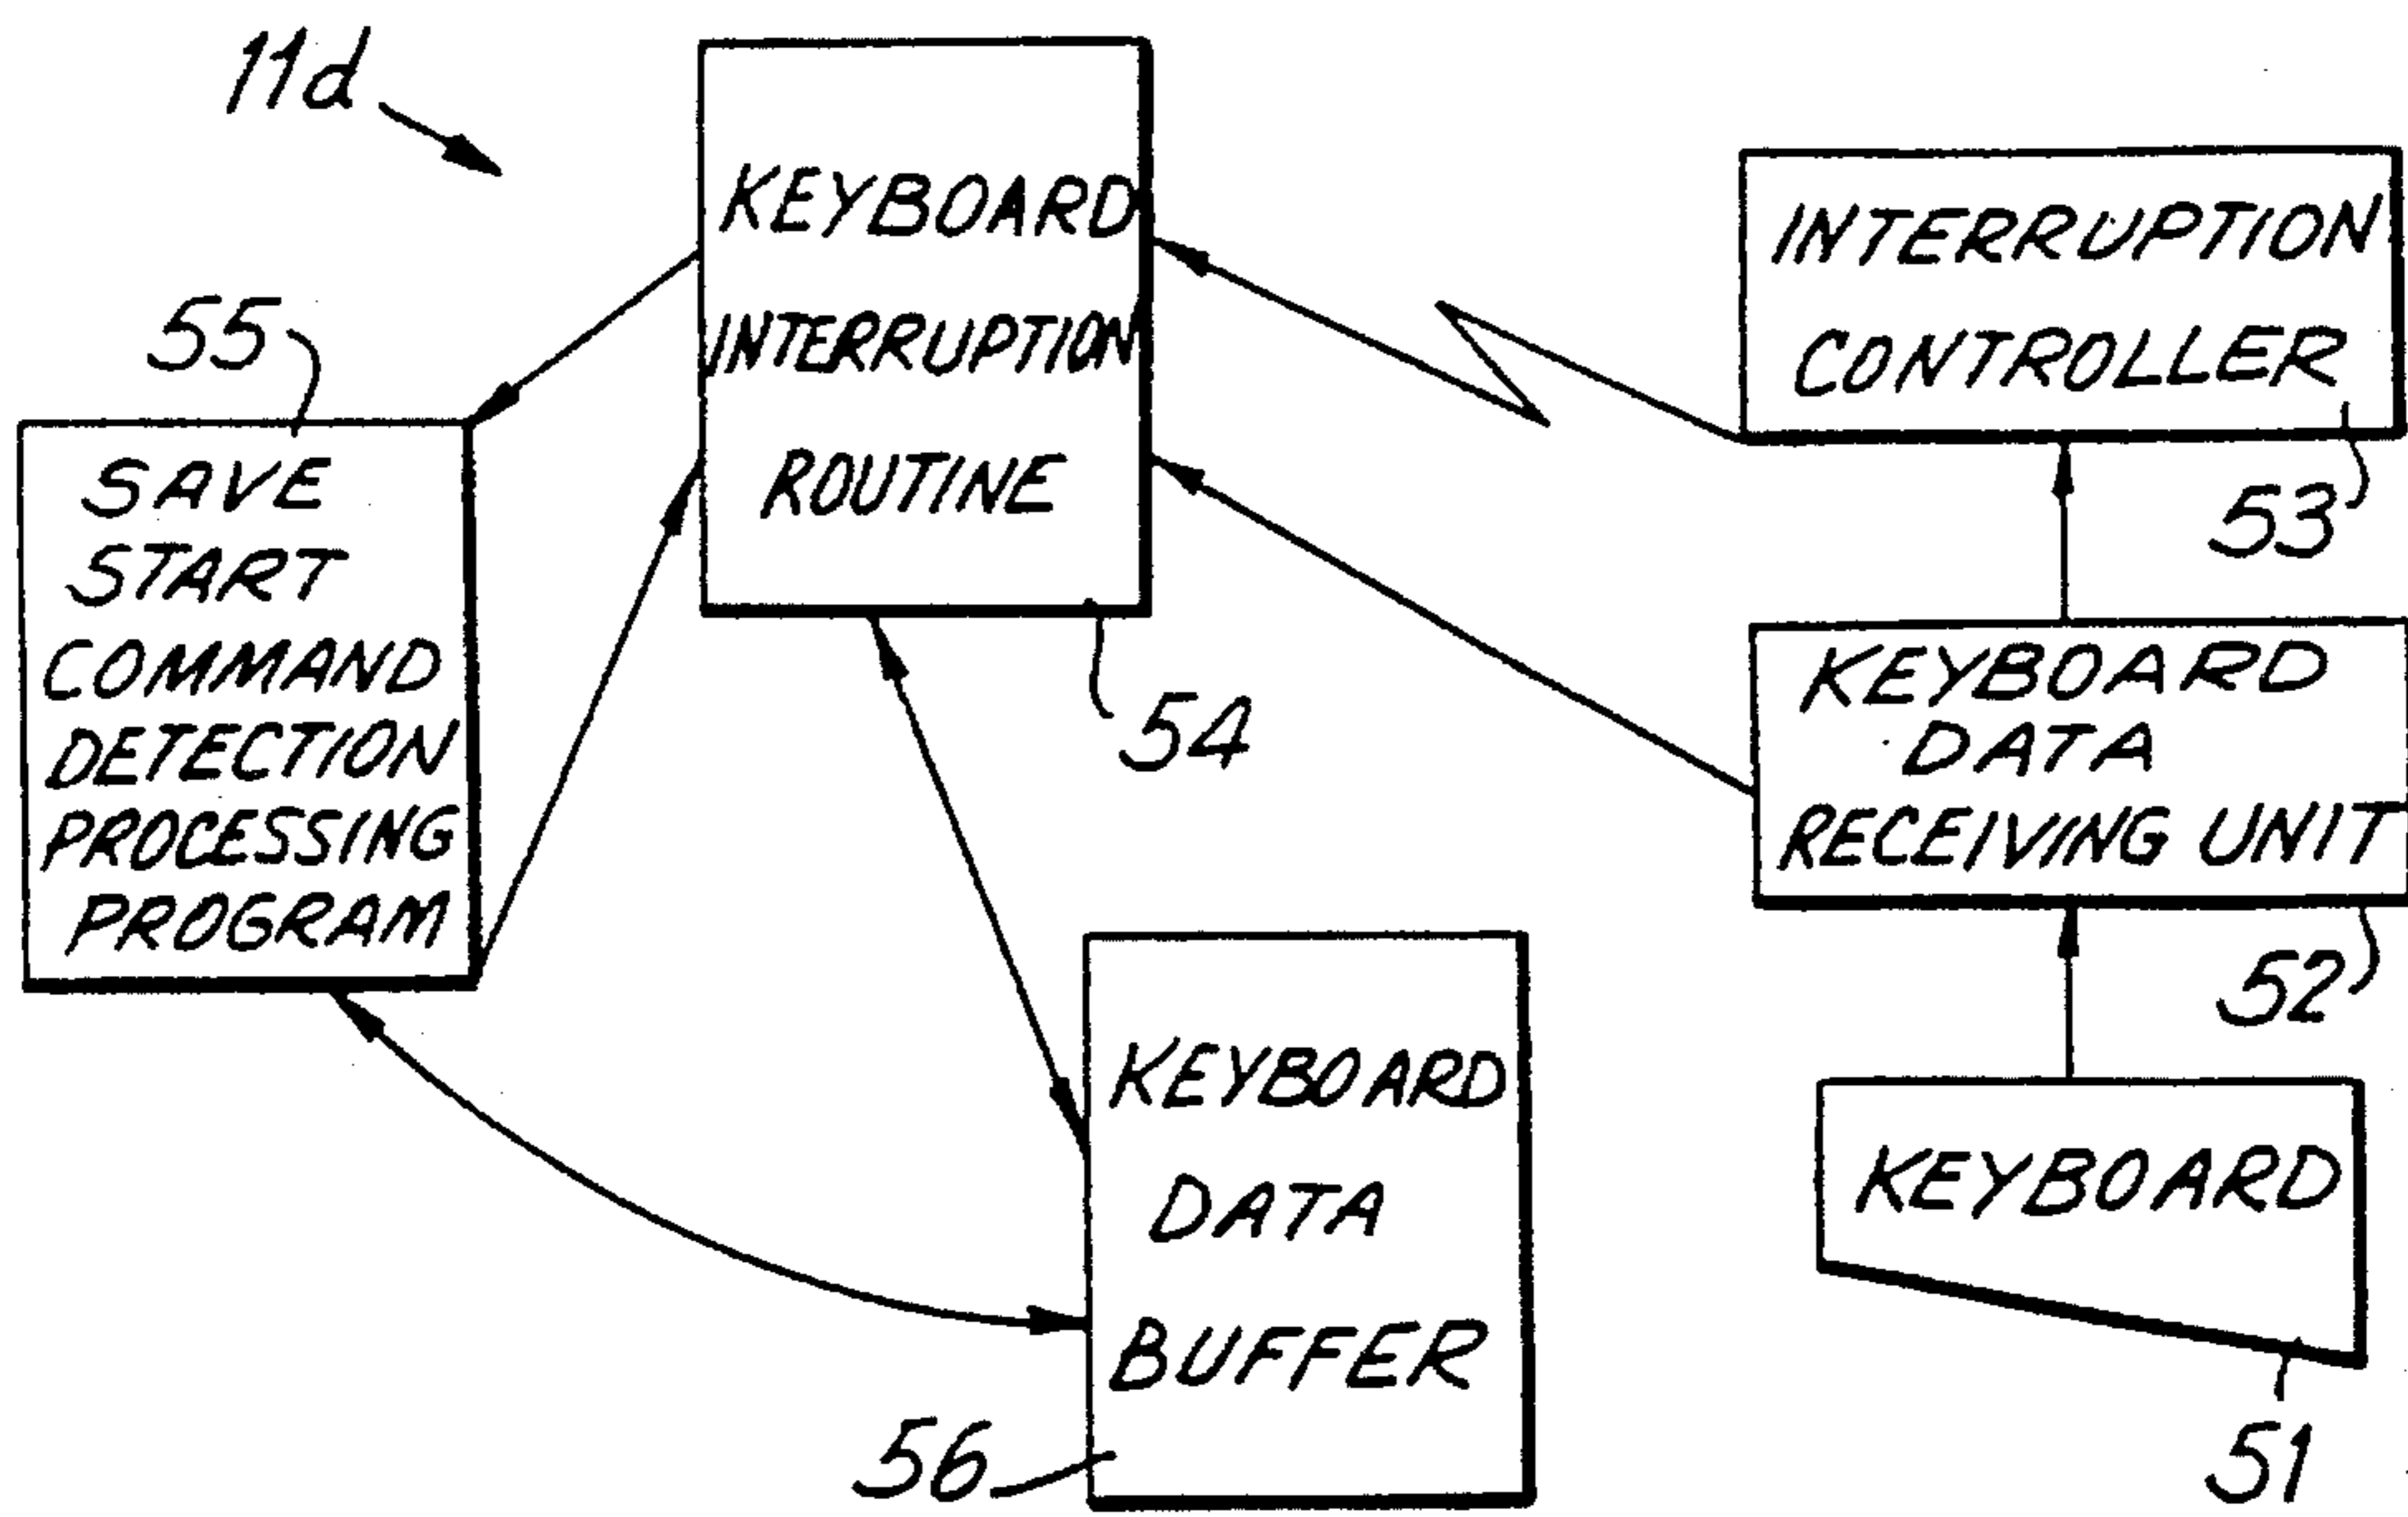 11d
KEYBOARD
INTERRUPTION
ROUTINE
54
INTERRUPTION
CONTROLLER
53
55
SAVE
START
COMMAND
DETECTION
PROCESSING
PROGRAM
KEYBOARD
DATA
RECEIVING UNIT
52
KEYBOARD
DATA
BUFFER
56
KEYBOARD
51